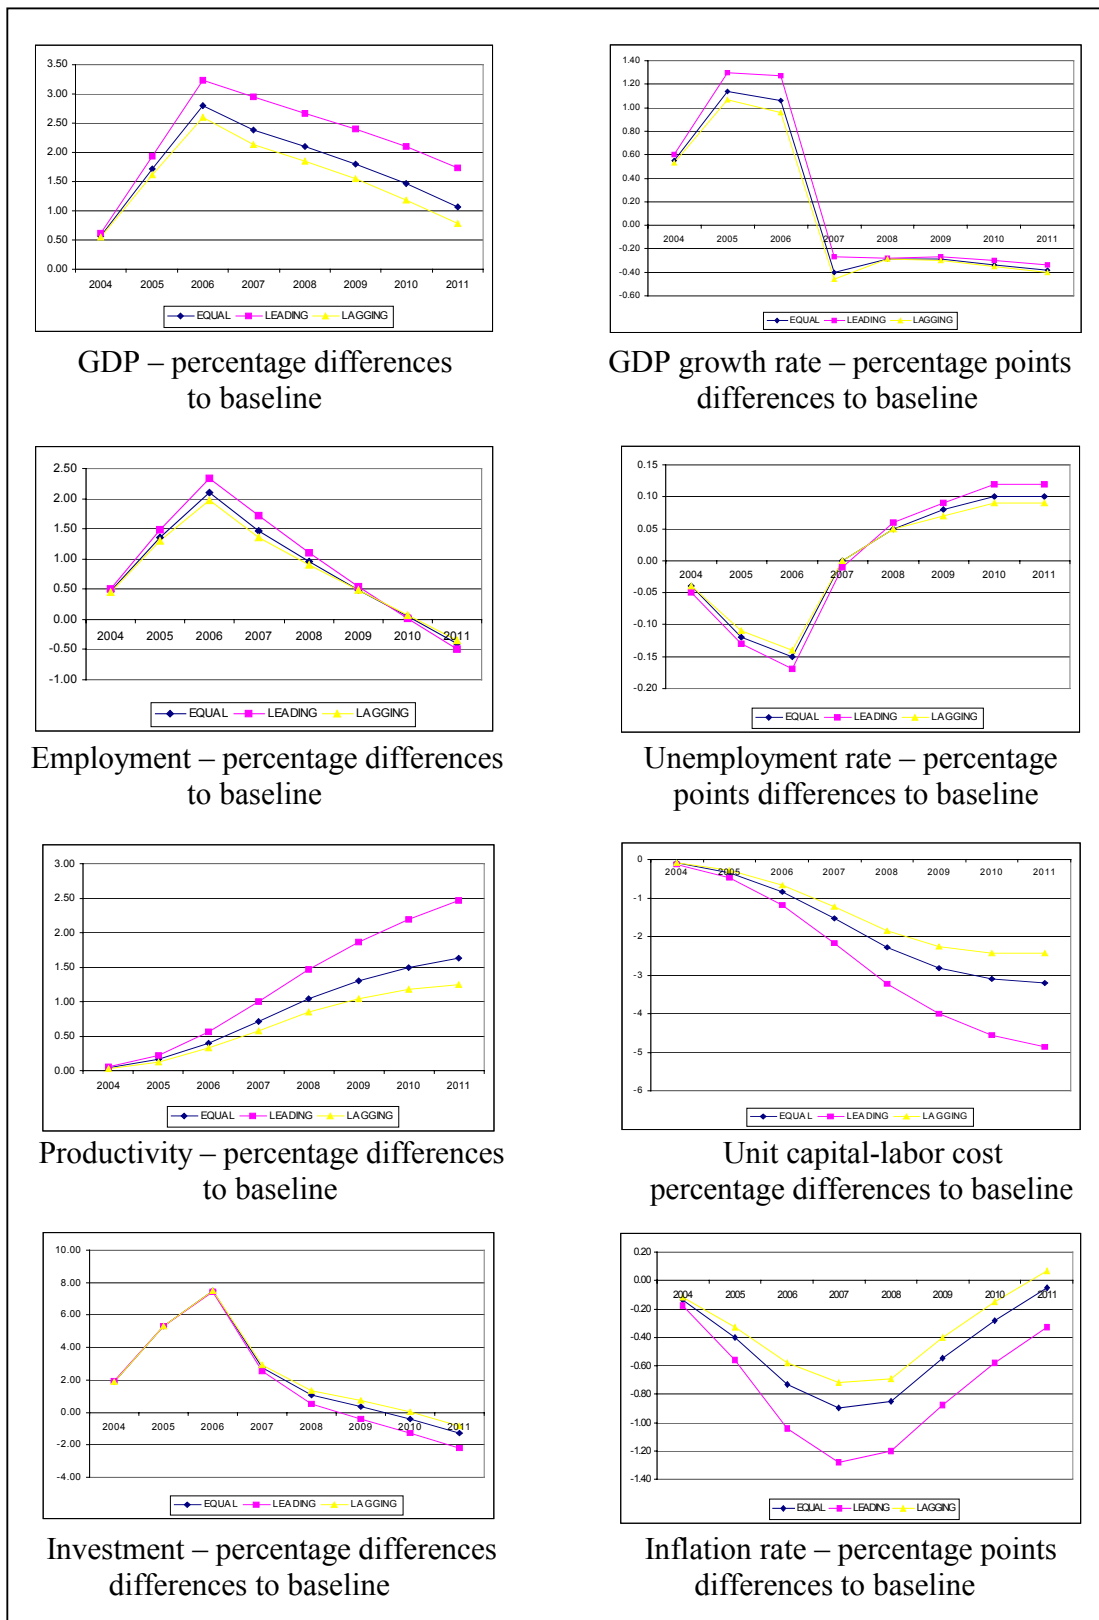 3.50
3.00
2.50
2.00
1.50
1.00
0.50
0.00
2004 2005 2006 2007 2008 2009 2010 2011
EQUAL LEADING LAGGING
GDP – percentage differences
to baseline
1.40
1.20
1.00
0.80
0.60
0.40
0.20
0.00
-0.20
-0.40
-0.60
2004 2005 2006 2007 2008 2009 2010 2011
EQUAL LEADING LAGGING
GDP growth rate – percentage points
differences to baseline
2.50
2.00
1.50
1.00
0.50
0.00
-0.50
-1.00
2004 2005 2006 2007 2008 2009 2010 2011
EQUAL LEADING LAGGING
Employment – percentage differences
to baseline
0.15
0.10
0.05
0.00
-0.05
-0.10
-0.15
-0.20
2004 2005 2006 2007 2008 2009 2010 2011
EQUAL LEADING LAGGING
Unemployment rate – percentage
points differences to baseline
3.00
2.50
2.00
1.50
1.00
0.50
0.00
2004 2005 2006 2007 2008 2009 2010 2011
EQUAL LEADING LAGGING
Productivity – percentage differences
to baseline
0
-1
-2
-3
-4
-5
-6
2004 2005 2006 2007 2008 2009 2010 2011
EQUAL LEADING LAGGING
Unit capital-labor cost
percentage differences to baseline
10.00
8.00
6.00
4.00
2.00
0.00
-2.00
-4.00
2004 2005 2006 2007 2008 2009 2010 2011
EQUAL LEADING LAGGING
Investment – percentage differences
differences to baseline
0.20
0.00
-0.20
-0.40
-0.60
-0.80
-1.00
-1.20
-1.40
2004 2005 2006 2007 2008 2009 2010 2011
EQUAL LEADING LAGGING
Inflation rate – percentage points
differences to baseline